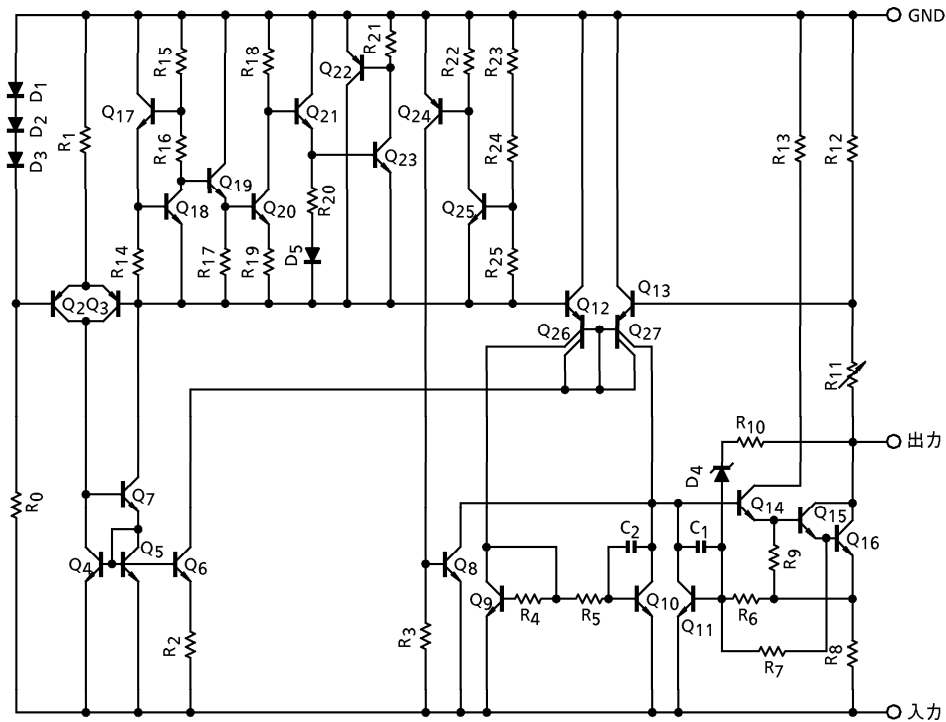 GND
R21
R15
R18
Q22
R22
R23
D1
Q17
Q21
Q24
D2
R1
R16
R24
R13
R12
D3
Q23
Q19
Q18
Q20
R20
Q25
R14
R17
R19
D5
R25
Q13
Q2 Q3
Q12
Q26
Q27
R11
R10
出力
D4
Q7
R0
Q14
Q15
C2
C1
Q16
Q5
Q4
Q6
Q8
R9
Q9
Q10
R4
R5
R6
Q11
R3
R2
R7
R8
入力